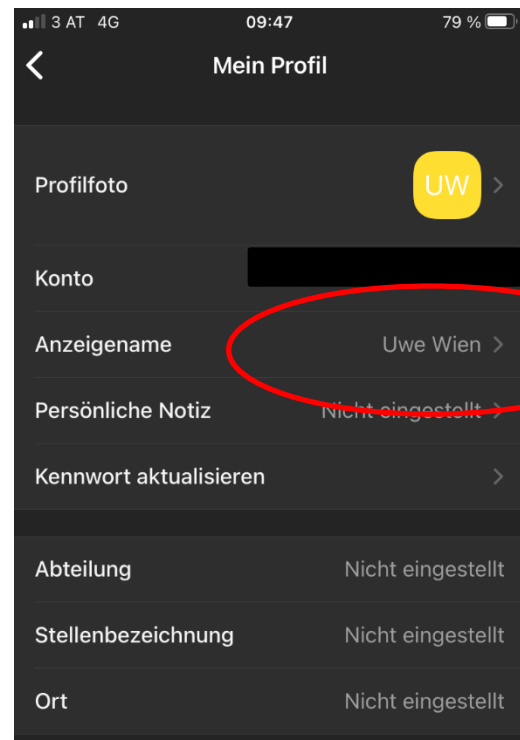 3 AT 4G 09:47 79 %
Mein Profil
Profilfoto UW
Konto
Anzeigename Uwe Wien
Persönliche Notiz Nicht eingestellt
Kennwort aktualisieren
Abteilung Nicht eingestellt
Stellenbezeichnung Nicht eingestellt
Ort Nicht eingestellt